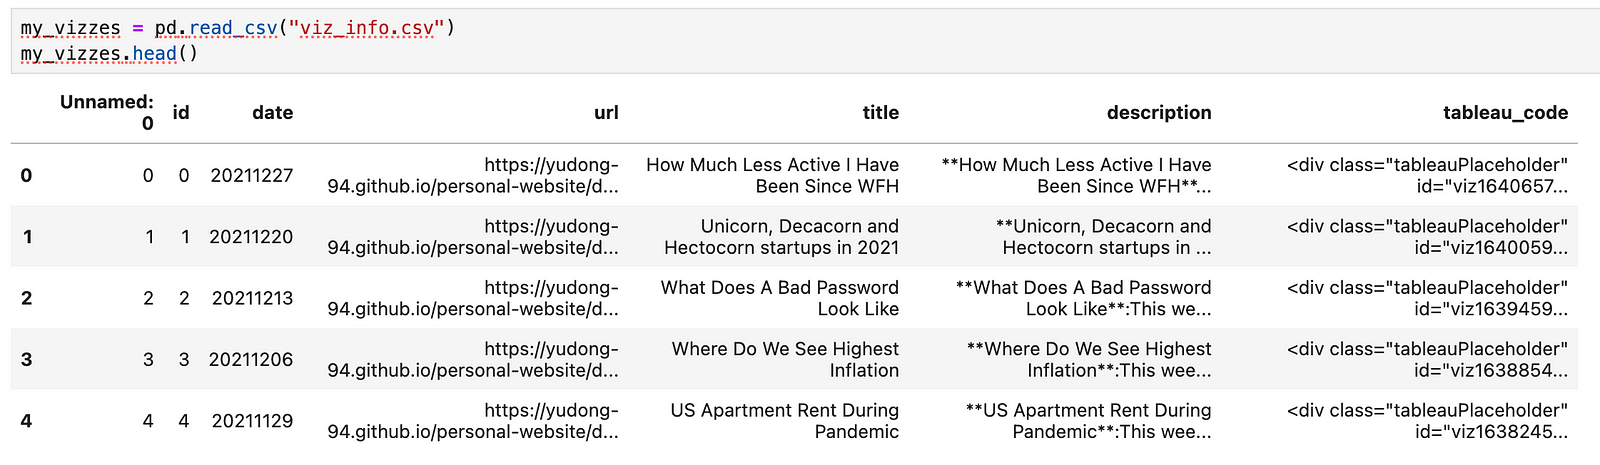 my_vizzes = pd.read_csv("viz_info.csv")
my_vizzes.head()
Unnamed: 0 id date url title description tableau_code
0 0 0 20211227 https://yudong- How Much Less Active I Have **How Much Less Active I Have <div class="tableauPlaceholder"
94.github.io/personal-website/d... Been Since WFH Been Since WFH**... id="viz1640657...
1 1 1 20211220 https://yudong- Unicorn, Decacorn and **Unicorn, Decacorn and <div class="tableauPlaceholder"
94.github.io/personal-website/d... Hectocorn startups in 2021 Hectocorn startups in ... id="viz1640059...
2 2 2 20211213 https://yudong- What Does A Bad Password **What Does A Bad Password <div class="tableauPlaceholder"
94.github.io/personal-website/d... Look Like Look Like**:This we... id="viz1639459...
3 3 3 20211206 https://yudong- Where Do We See Highest **Where Do We See Highest <div class="tableauPlaceholder"
94.github.io/personal-website/d... Inflation Inflation**:This wee... id="viz1638854...
4 4 4 20211129 https://yudong- US Apartment Rent During **US Apartment Rent During <div class="tableauPlaceholder"
94.github.io/personal-website/d... Pandemic Pandemic**:This wee... id="viz1638245...